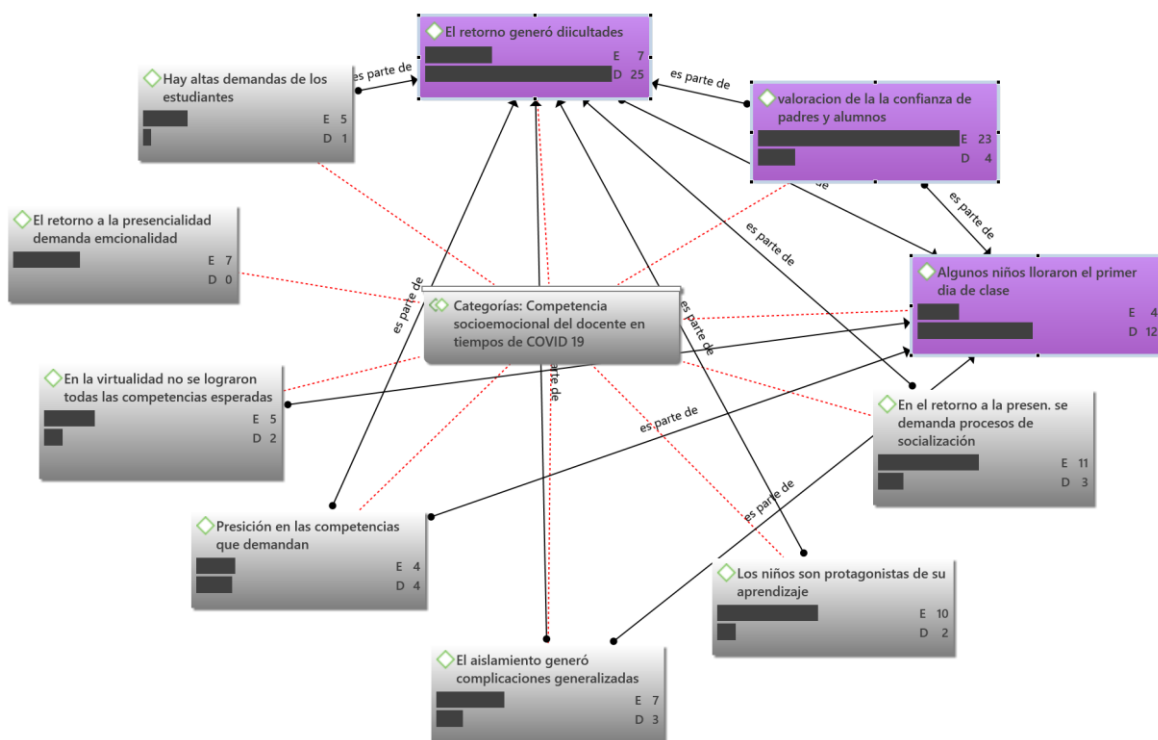 El retorno generó diicultades
E 7
D 25
es parte de
es parte de
Hay altas demandas de los
estudiantes
E 5
D 1
valoracion de la la confianza de
padres y alumnos
E 23
D 4
de
es parte de
El retorno a la presencialidad
demanda emcionalidad
E 7
D 0
es parte de
Algunos niños lloraron el primer
dia de clase
E 4
D 12
es parte de
Categorías: Competencia
socioemocional del docente en
tiempos de COVID 19
es parte de
En la virtualidad no se lograron
todas las competencias esperadas
E 5
D 2
parte de
es parte de
En el retorno a la presen. se
demanda procesos de
socialización
E 11
D 3
es parte de
Presición en las competencias
que demandan
E 4
D 4
Los niños son protagonistas de su
aprendizaje
E 10
D 2
El aislamiento generó
complicaciones generalizadas
E 7
D 3